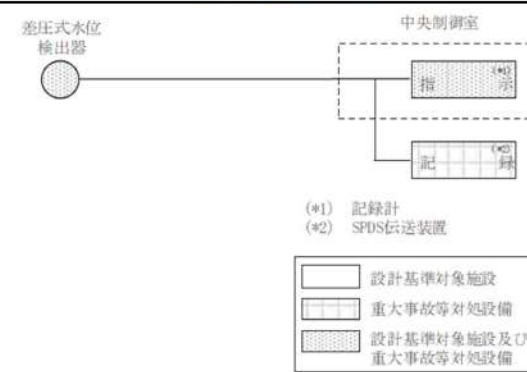 差圧式水位
検出器
中央制御室
(*1)
指示
(*2)
記録
(*1) 記録計
(*2) SPDS伝送装置
設計基準対象施設
重大事故等対処設備
設計基準対象施設及び
重大事故等対処設備